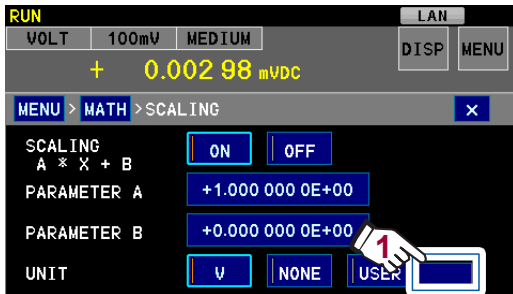 RUN LAN
VOLT 100mV MEDIUM DISP MENU
+ 0.002 98 mVDC
MENU > MATH >SCALING ×
SCALING ON OFF
A * X + B
PARAMETER A +1.000 000 0E+00
PARAMETER B +0.000 000 0E+00
1
UNIT V NONE USER